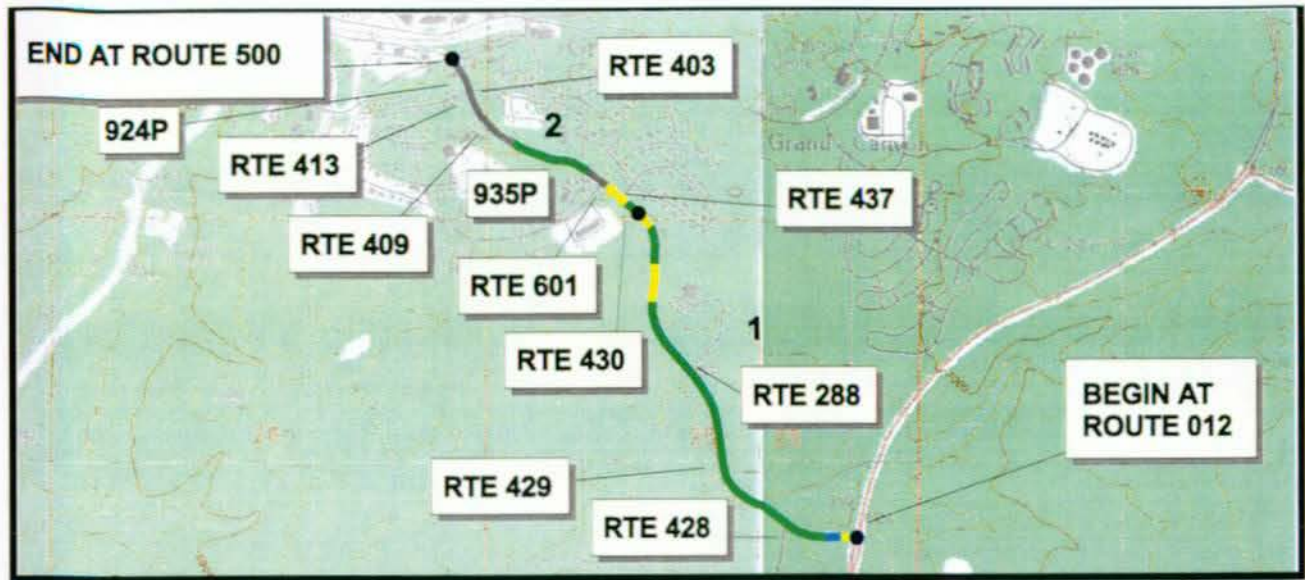 END AT ROUTE 500
RTE 403
924P
2
RTE 413
Grand Canyon
935P
RTE 437
RTE 409
RTE 601
1
RTE 430
RTE 288
BEGIN AT
ROUTE 012
RTE 429
RTE 428